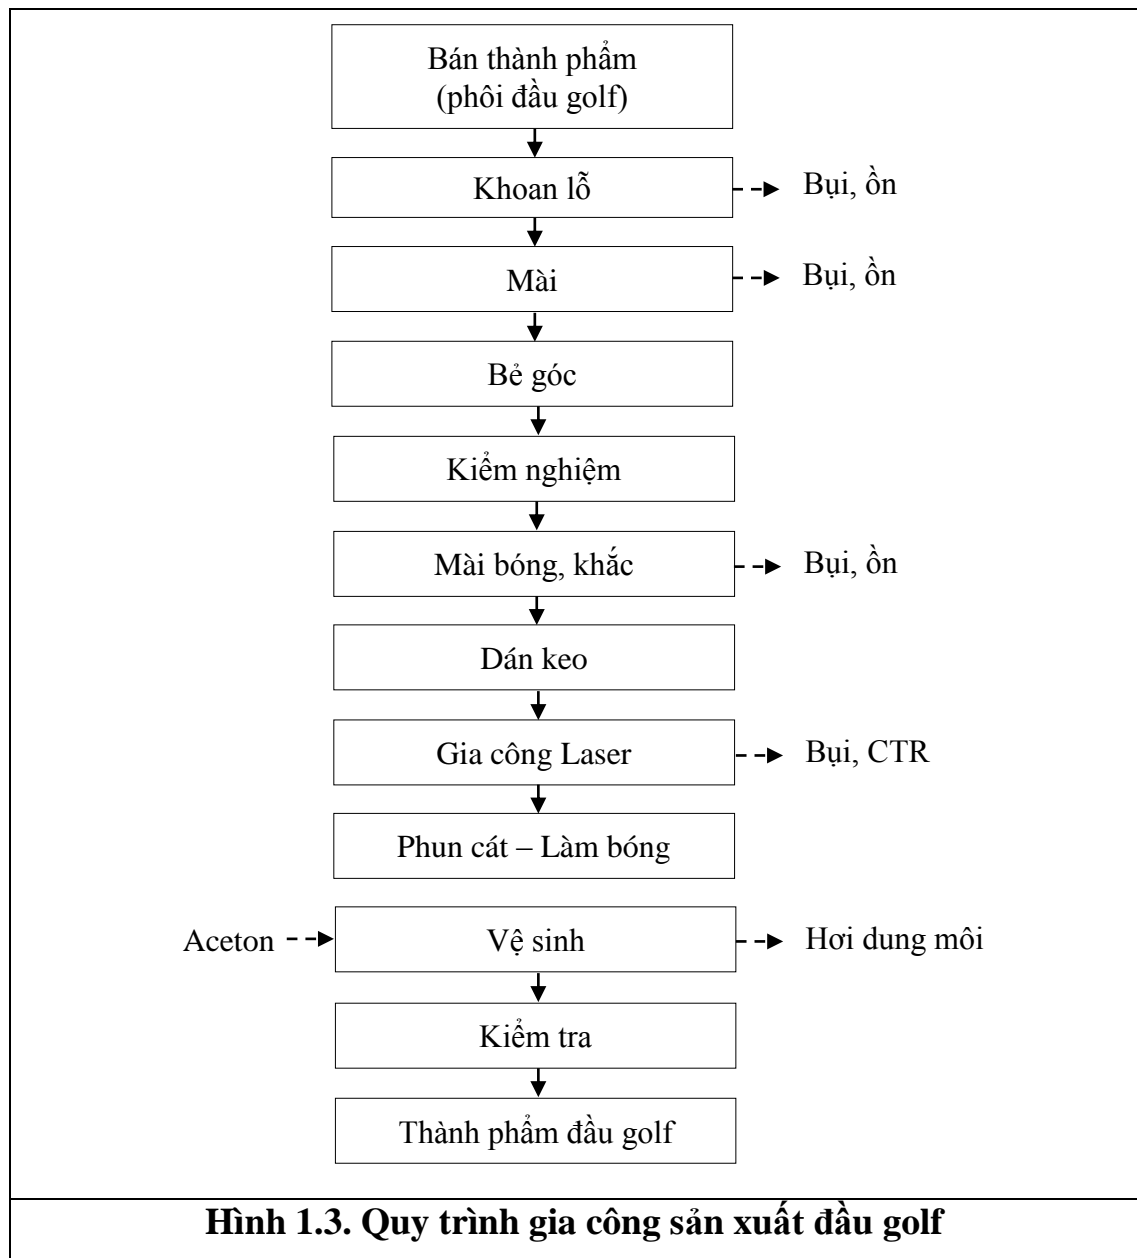 Bán thành phẩm
(phôi đầu golf)
Khoan lỗ
Bụi, ồn
Mài
Bụi, ồn
Bẻ góc
Kiểm nghiệm
Mài bóng, khắc
Bụi, ồn
Dán keo
Gia công Laser
Bụi, CTR
Phun cát – Làm bóng
Aceton
Vệ sinh
Hơi dung môi
Kiểm tra
Thành phẩm đầu golf
Hình 1.3. Quy trình gia công sản xuất đầu golf